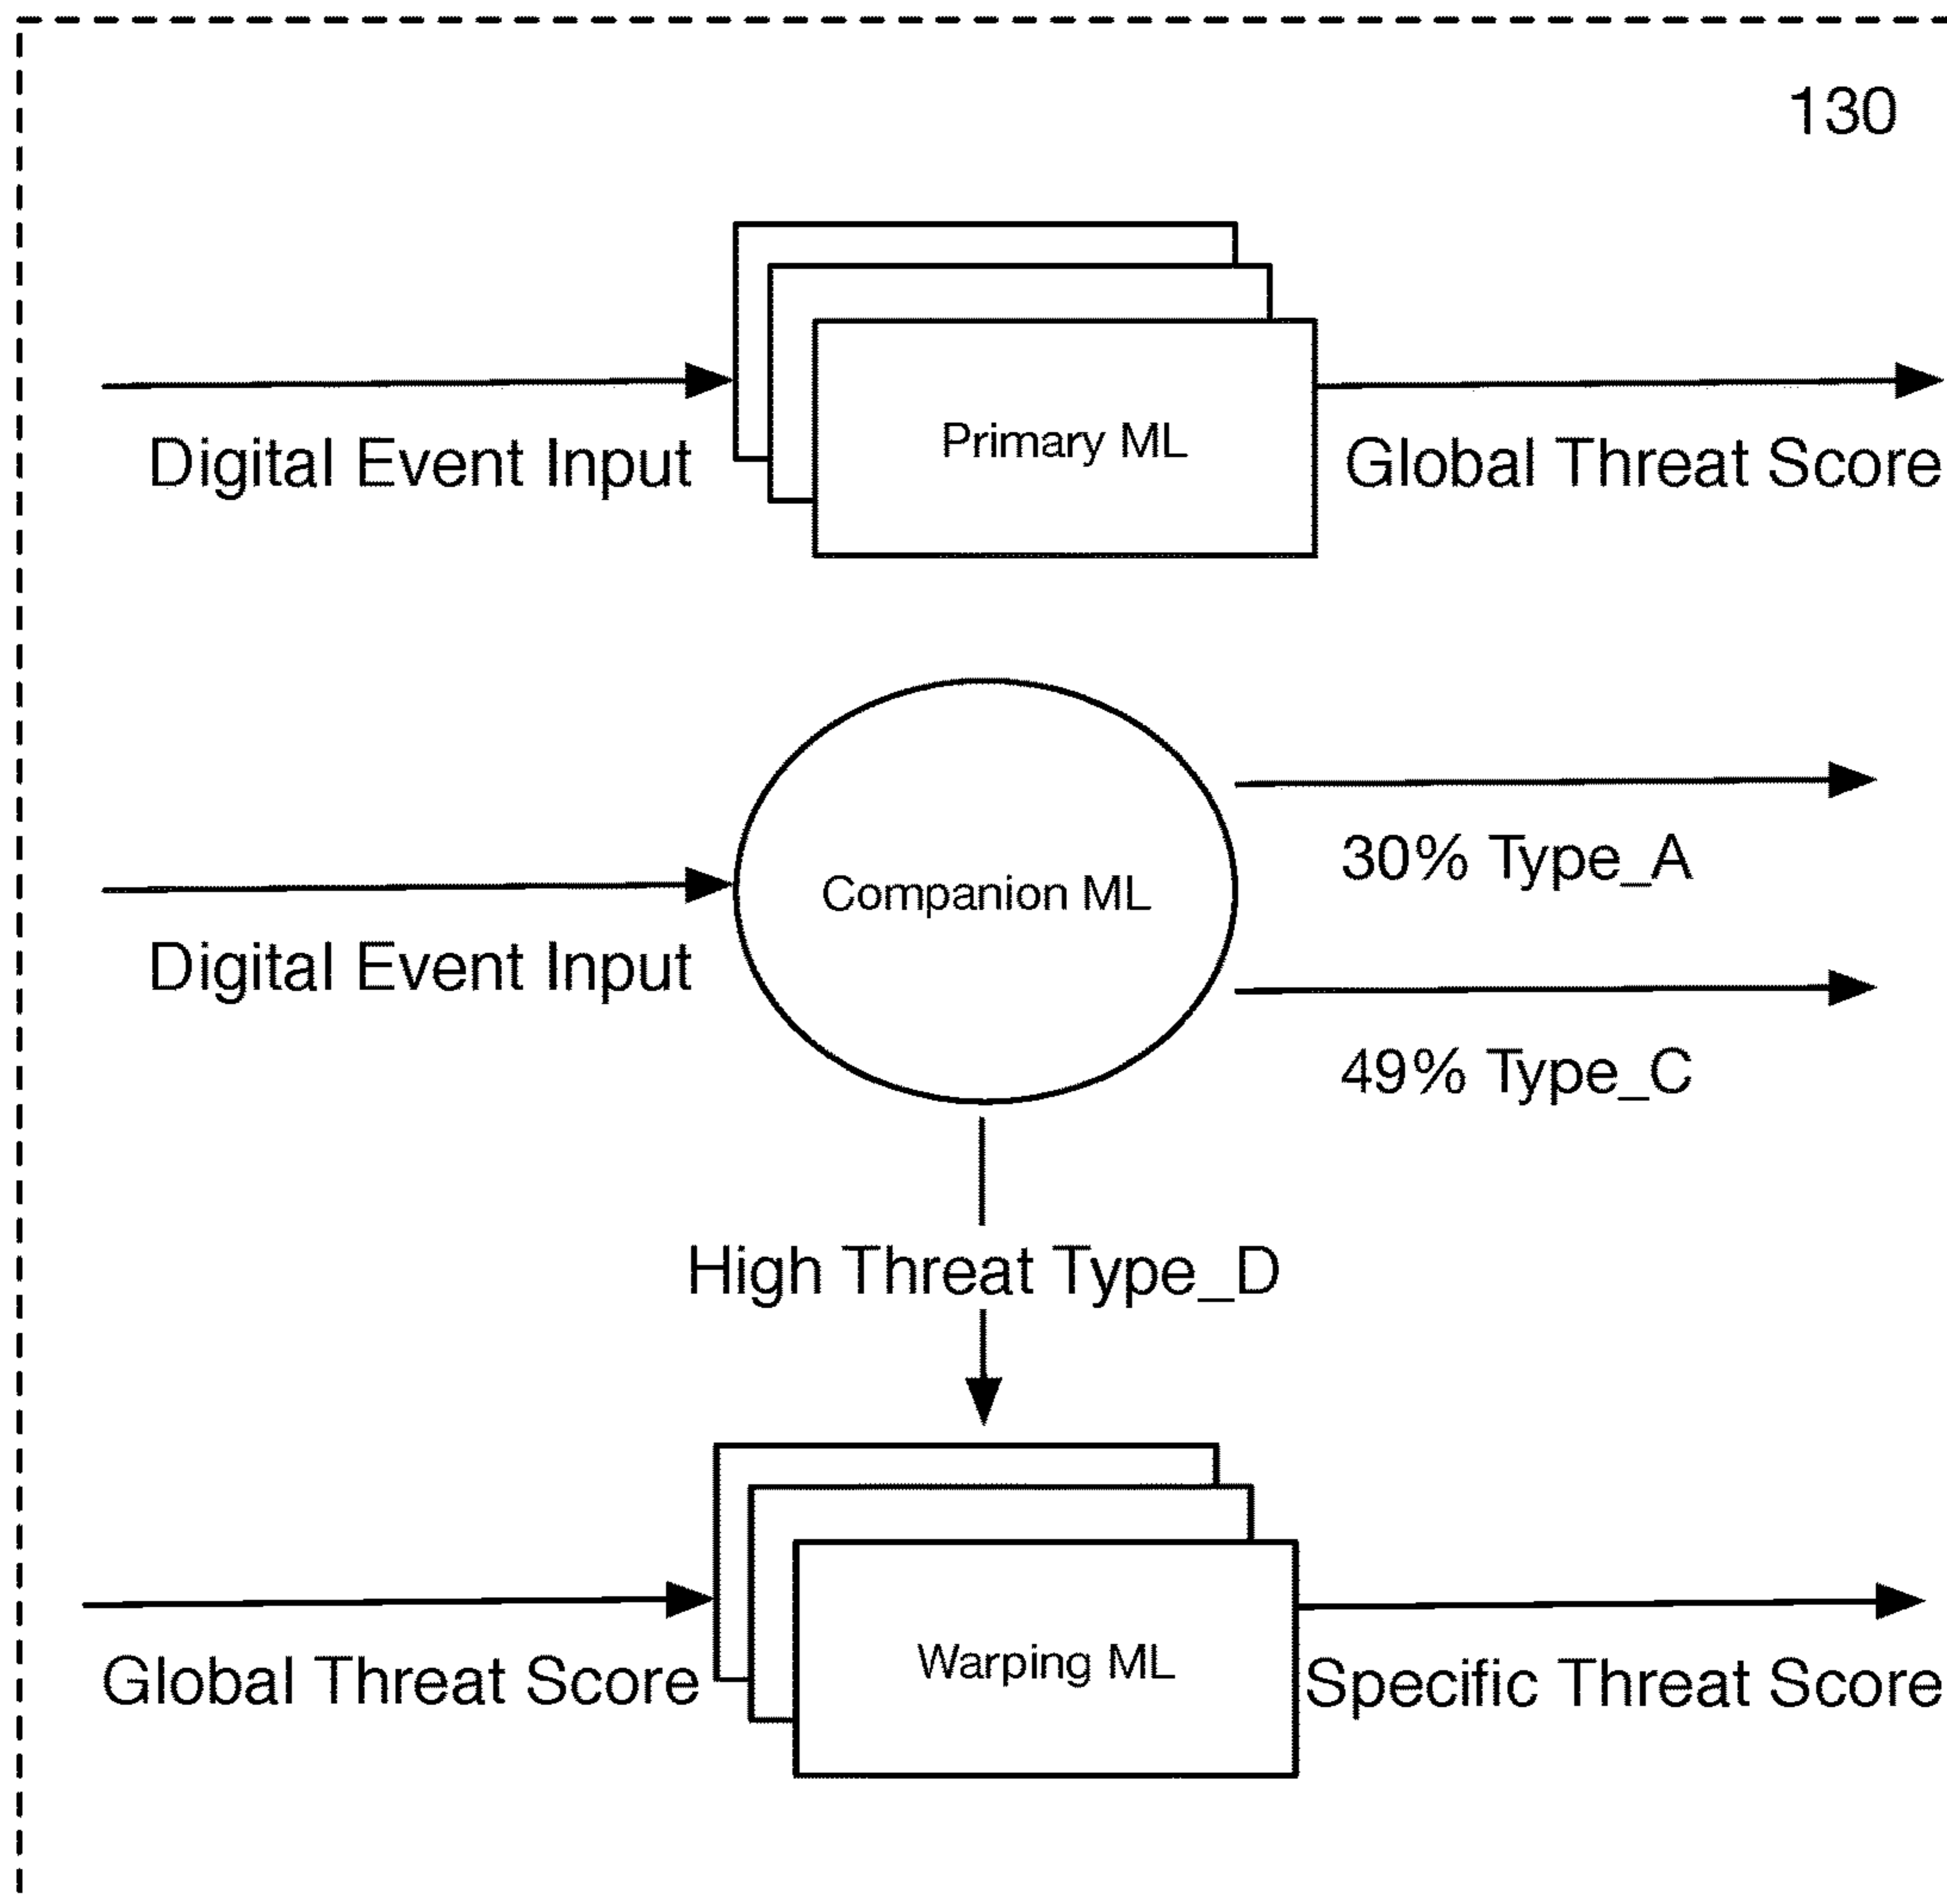 130
Primary ML
Digital Event Input
Global Threat Score
30% Type_A
Companion ML
Digital Event Input
49% Type_C
High Threat Type_D
Warping ML
Global Threat Score
Specific Threat Score